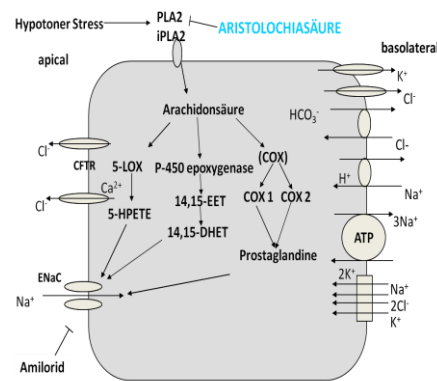 Hypotoner Stress
PLA2
iPLA2
ARISTOLOCHIASÄURE
apical
basolateral
K⁺
Cl⁻
HCO₃⁻
Cl-
H⁺
Na⁺
3Na⁺
ATP
2K⁺
Na⁺
2Cl⁻
K⁺
Arachidonsäure
Cl⁻
CFTR
5-LOX
P-450 epoxygenase
(COX)
Ca²⁺
Cl⁻
5-HPETE
14,15-EET
COX 1
COX 2
14,15-DHET
Prostaglandine
ENaC
Na⁺
Amilorid